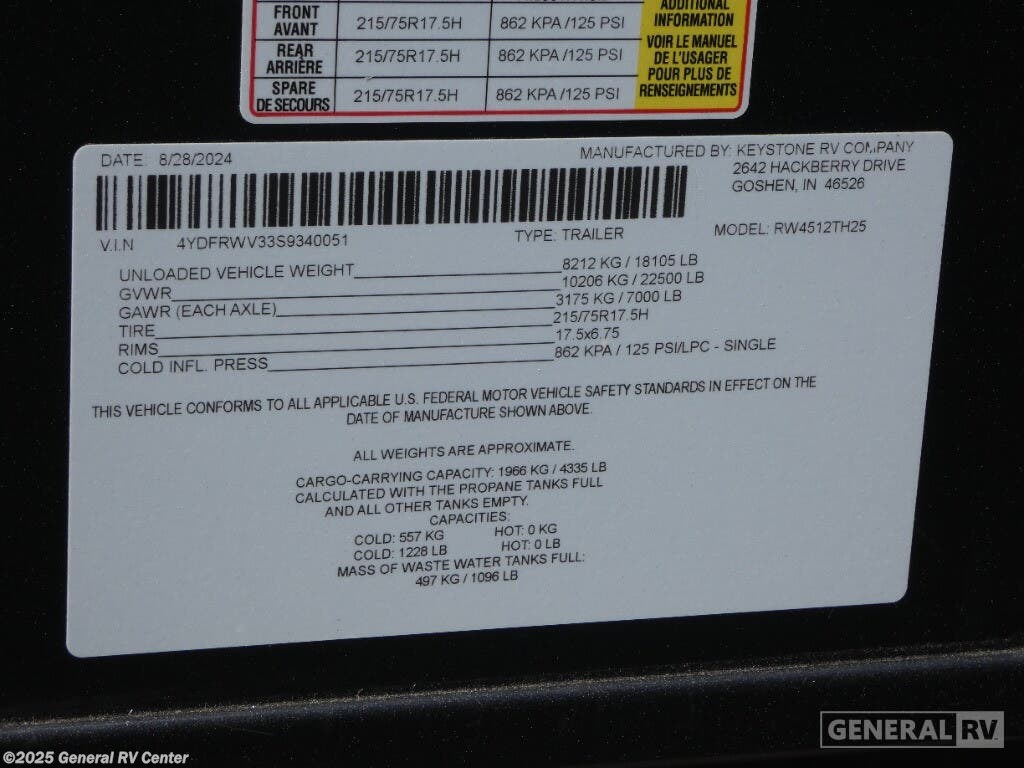 ADDITIONAL
INFORMATION
VOIR LE MANUEL
DE L'USAGER
POUR PLUS DE
RENSEIGNEMENTS
FRONT
AVANT
215/75R17.5H
862 KPA /125 PSI
REAR
ARRIÈRE
215/75R17.5H
862 KPA /125 PSI
SPARE
DE SECOURS
215/75R17.5H
862 KPA /125 PSI
DATE: 8/28/2024
MANUFACTURED BY: KEYSTONE RV COMPANY
2642 HACKBERRY DRIVE
GOSHEN, IN 46526
V.I.N 4YDFRWV33S9340051 TYPE: TRAILER MODEL: RW4512TH25
UNLOADED VEHICLE WEIGHT 8212 KG / 18105 LB
GVWR 10206 KG / 22500 LB
GAWR (EACH AXLE) 3175 KG / 7000 LB
TIRE 215/75R17.5H
RIMS 17.5x6.75
COLD INFL. PRESS 862 KPA / 125 PSI/LPC - SINGLE
THIS VEHICLE CONFORMS TO ALL APPLICABLE U.S. FEDERAL MOTOR VEHICLE SAFETY STANDARDS IN EFFECT ON THE
DATE OF MANUFACTURE SHOWN ABOVE.
ALL WEIGHTS ARE APPROXIMATE.
CARGO-CARRYING CAPACITY: 1966 KG / 4335 LB
CALCULATED WITH THE PROPANE TANKS FULL
AND ALL OTHER TANKS EMPTY.
CAPACITIES:
COLD: 557 KG HOT: 0 KG
COLD: 1228 LB HOT: 0 LB
MASS OF WASTE WATER TANKS FULL:
497 KG / 1096 LB
GENERAL RV
©2025 General RV Center